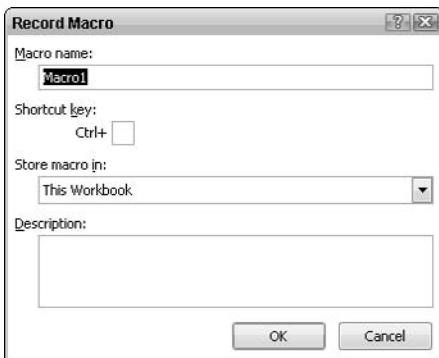 Record Macro
Macro name:
Macro1
Shortcut key:
Ctrl+
Store macro in:
This Workbook
Description:
OK Cancel